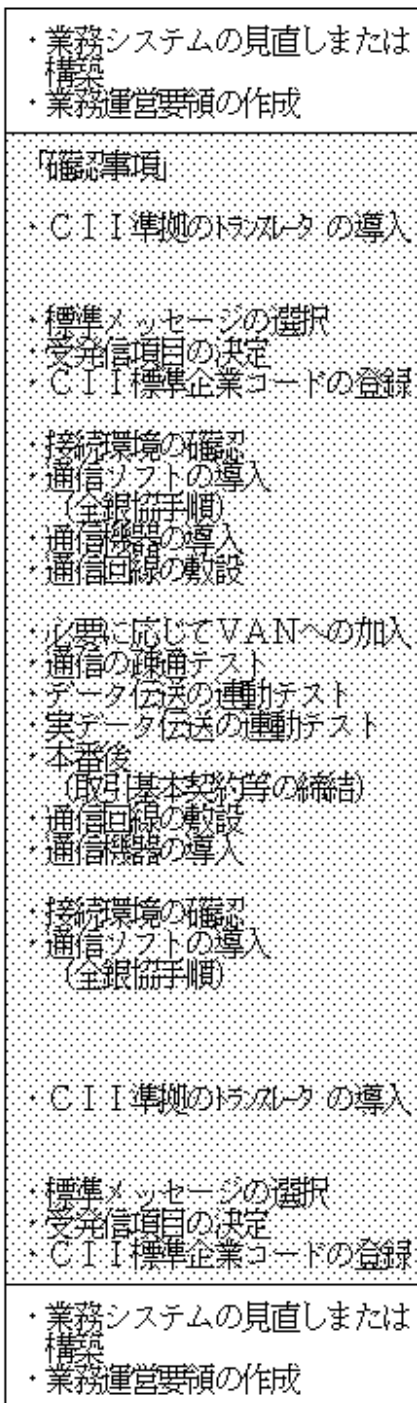 ・業務システムの見直しまたは
構築
・業務運営要領の作成
「確認事項」
・ＣＩＩ準拠のﾄﾗﾝｽﾚｰﾀ の導入
・標準メッセージの選択
・受発信項目の決定
・ＣＩＩ標準企業コードの登録
・接続環境の確認
・通信ソフトの導入
（全銀協手順）
・通信機器の導入
・通信回線の敷設
・必要に応じてＶＡＮへの加入
・通信の疎通テスト
・データ伝送の連動テスト
・実データ伝送の連動テスト
・本番後
（取引基本契約等の締結）
・通信回線の敷設
・通信機器の導入
・接続環境の確認
・通信ソフトの導入
（全銀協手順）
・ＣＩＩ準拠のﾄﾗﾝｽﾚｰﾀ の導入
・標準メッセージの選択
・受発信項目の決定
・ＣＩＩ標準企業コードの登録
・業務システムの見直しまたは
構築
・業務運営要領の作成